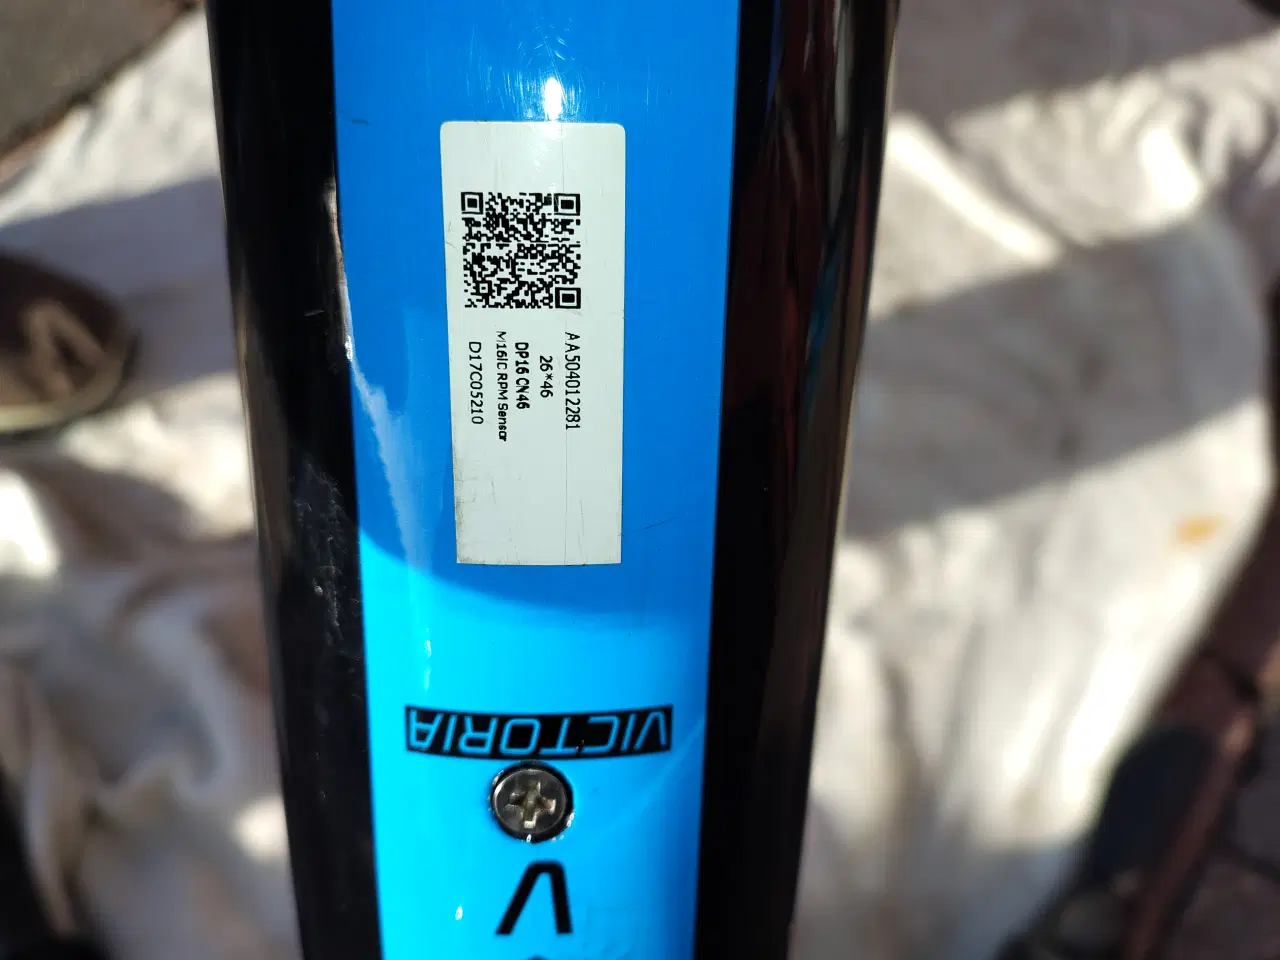 AA504012281
26*46
DP16 CN46
M16IC RPM Sensor
D17C05210
VICTORIA
V